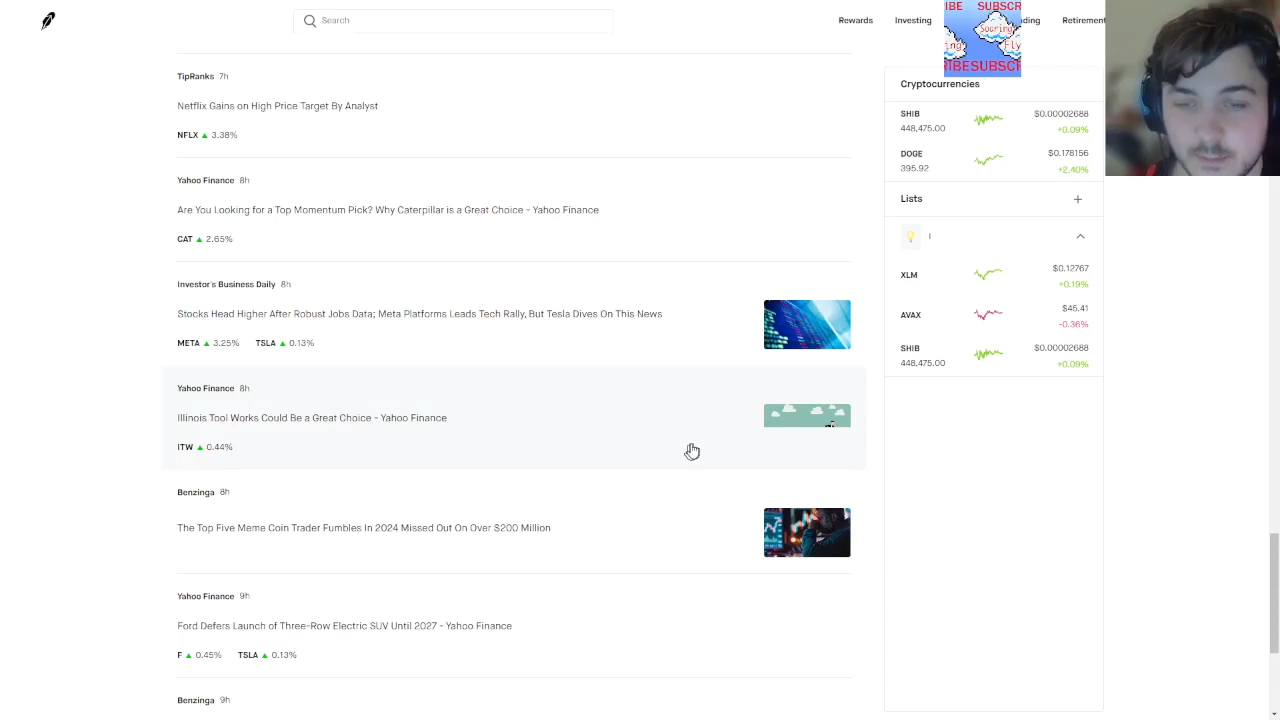 Search
Rewards
Investing
ding
Retirement
IBE SUBSCR
Soaring
ing
Fly
RIBESUBSCR
TipRanks 7h
Netflix Gains on High Price Target By Analyst
NFLX 3.38%
Yahoo Finance 8h
Are You Looking for a Top Momentum Pick? Why Caterpillar is a Great Choice - Yahoo Finance
CAT 2.65%
Investor's Business Daily 8h
Stocks Head Higher After Robust Jobs Data; Meta Platforms Leads Tech Rally, But Tesla Dives On This News
META 3.25% TSLA 0.13%
Yahoo Finance 8h
Illinois Tool Works Could Be a Great Choice - Yahoo Finance
ITW 0.44%
Benzinga 8h
The Top Five Meme Coin Trader Fumbles In 2024 Missed Out On Over $200 Million
Yahoo Finance 9h
Ford Defers Launch of Three-Row Electric SUV Until 2027 - Yahoo Finance
F 0.45% TSLA 0.13%
Benzinga 9h
Cryptocurrencies
SHIB $0.00002688
448,475.00 +0.09%
DOGE $0.178156
395.92 +2.40%
Lists +
I
XLM $0.12767
+0.19%
AVAX $45.41
-0.36%
SHIB $0.00002688
448,475.00 +0.09%